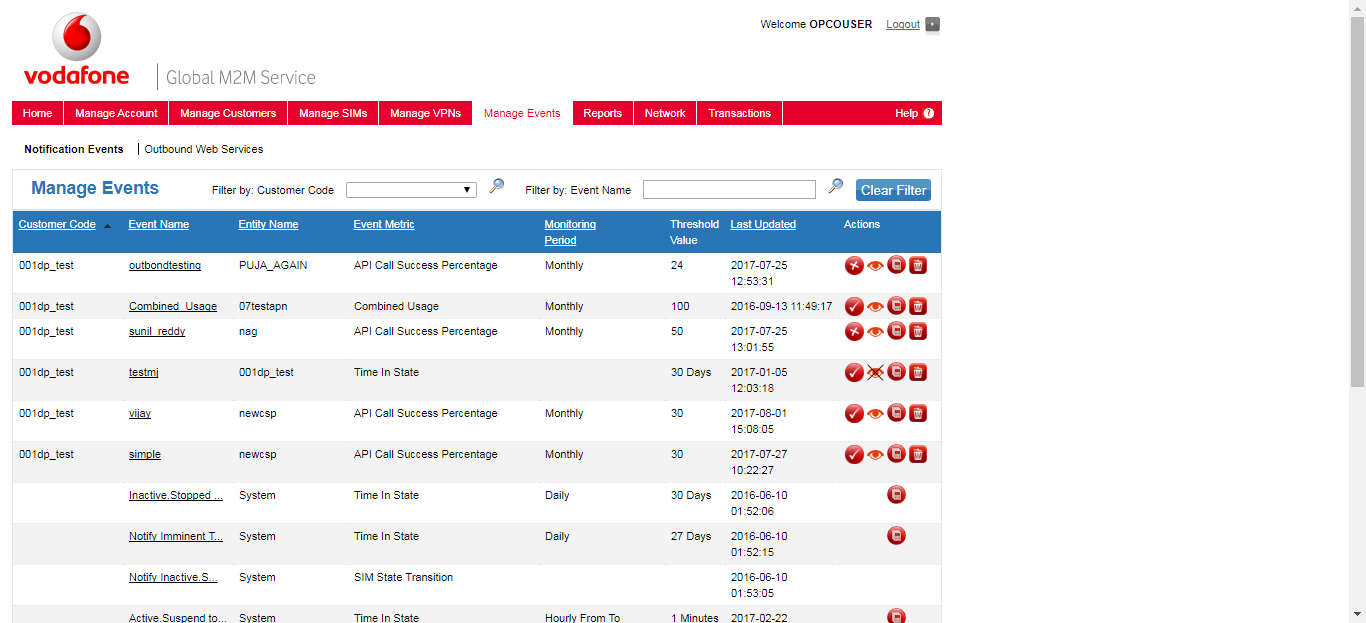 Welcome OPCOUSER Logout
vodafone
Global M2M Service
Home Manage Account Manage Customers Manage SIMs Manage VPNs Manage Events Reports Network Transactions Help ?
Notification Events Outbound Web Services
Manage Events Filter by: Customer Code Filter by: Event Name Clear Filter
Customer Code Event Name Entity Name Event Metric Monitoring Threshold Last Updated Actions
Period Value
001dp_test outbondtesting PUJA_AGAIN API Call Success Percentage Monthly 24 2017-07-25
12:53:31
001dp_test Combined_Usage 07testapn Combined Usage Monthly 100 2016-09-13 11:49:17
001dp_test sunil_reddy nag API Call Success Percentage Monthly 50 2017-07-25
13:01:55
001dp_test testmj 001dp_test Time In State 30 Days 2017-01-05
12:03:18
001dp_test vijay newcsp API Call Success Percentage Monthly 30 2017-08-01
15:08:05
001dp_test simple newcsp API Call Success Percentage Monthly 30 2017-07-27
10:22:27
Inactive.Stopped ... System Time In State Daily 30 Days 2016-06-10
01:52:06
Notify Imminent T... System Time In State Daily 27 Days 2016-06-10
01:52:15
Notify Inactive.S... System SIM State Transition 2016-06-10
01:53:05
Active.Suspend to... System Time In State Hourly From To 1 Minutes 2017-02-22